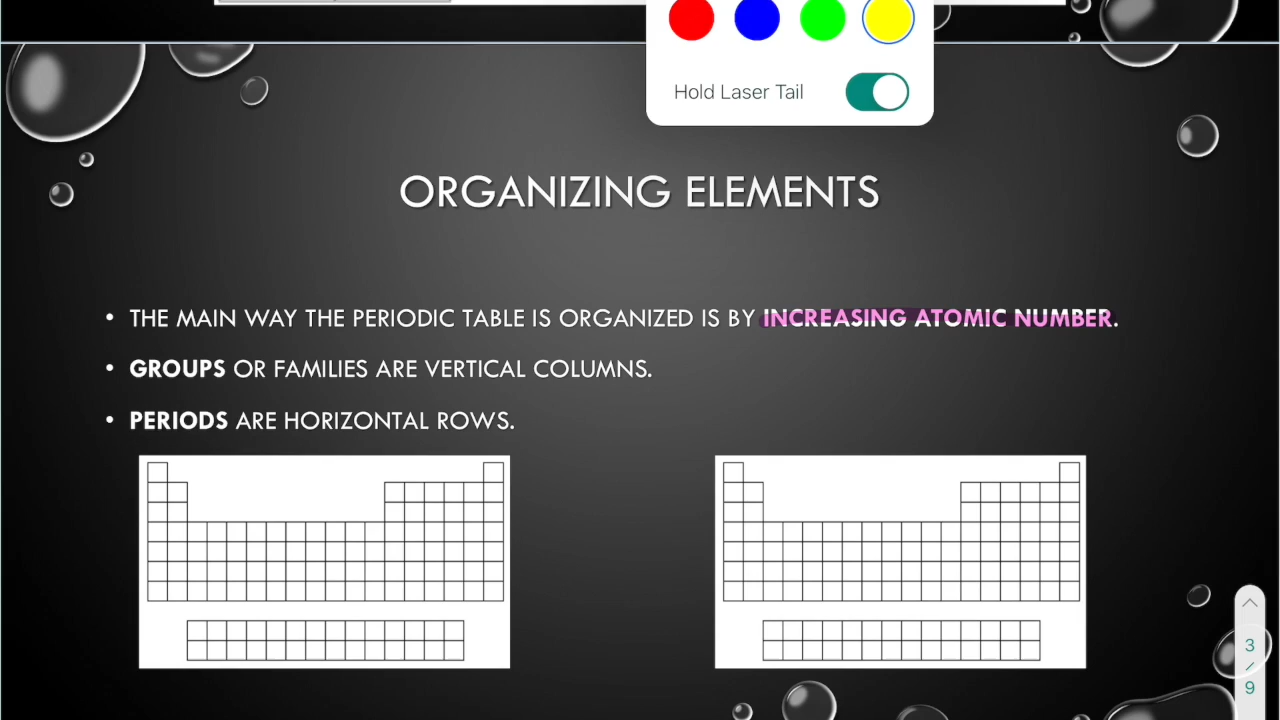 Hold Laser Tail
ORGANIZING ELEMENTS
• THE MAIN WAY THE PERIODIC TABLE IS ORGANIZED IS BY INCREASING ATOMIC NUMBER.
• GROUPS OR FAMILIES ARE VERTICAL COLUMNS.
• PERIODS ARE HORIZONTAL ROWS.
3
/
9